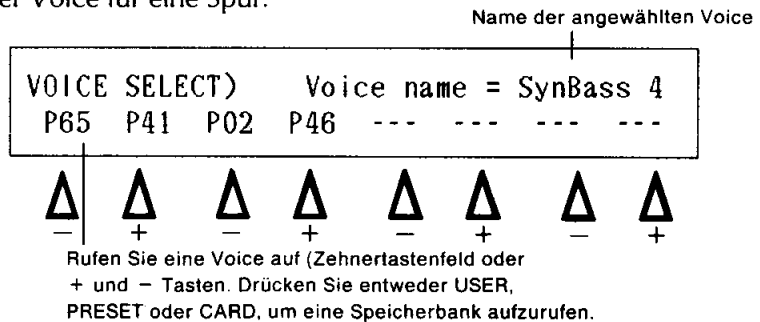 er Voice für eine Spur.
Name der angewählten Voice
VOICE SELECT) Voice name = SynBass 4
P65 P41 P02 P46 --- --- --- ---
− + − + − + − +
Rufen Sie eine Voice auf (Zehnertastenfeld oder
+ und − Tasten. Drücken Sie entweder USER,
PRESET oder CARD, um eine Speicherbank aufzurufen.